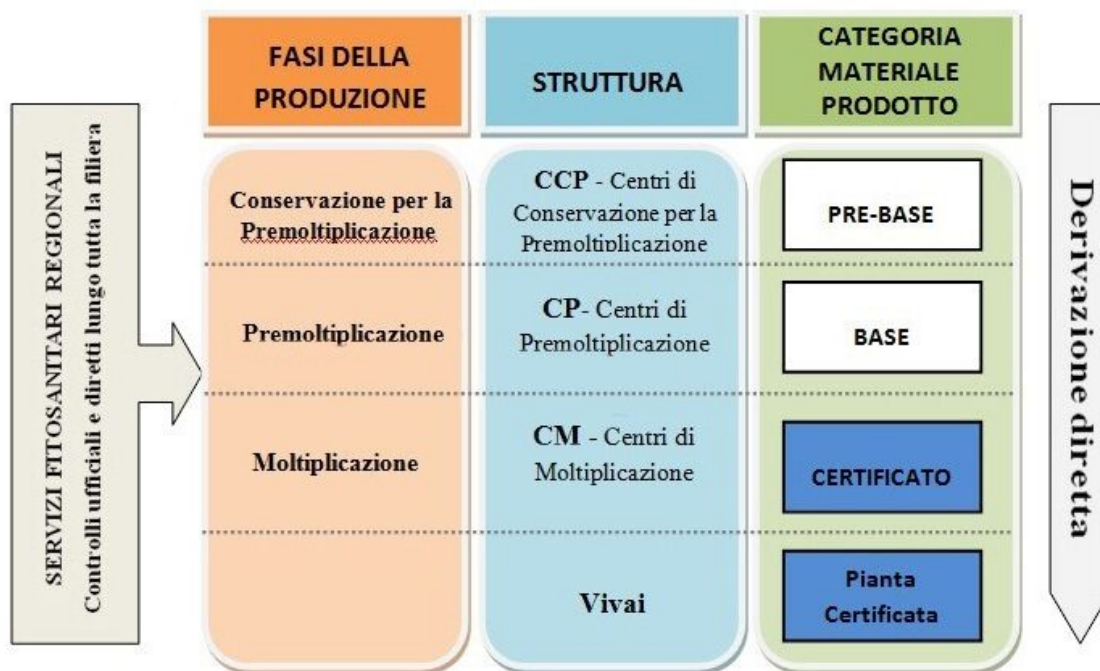 SERVIZI FITOSANITARI REGIONALI
Controlli ufficiali e diretti lungo tutta la filiera
FASI DELLA
PRODUZIONE
STRUTTURA
CATEGORIA
MATERIALE
PRODOTTO
Conservazione per la
Premoltiplicazione
CCP - Centri di
Conservazione per la
Premoltiplicazione
PRE-BASE
Premoltiplicazione
CP- Centri di
Premoltiplicazione
BASE
Moltiplicazione
CM - Centri di
Moltiplicazione
CERTIFICATO
Vivai
Pianta
Certificata
Derivazione diretta